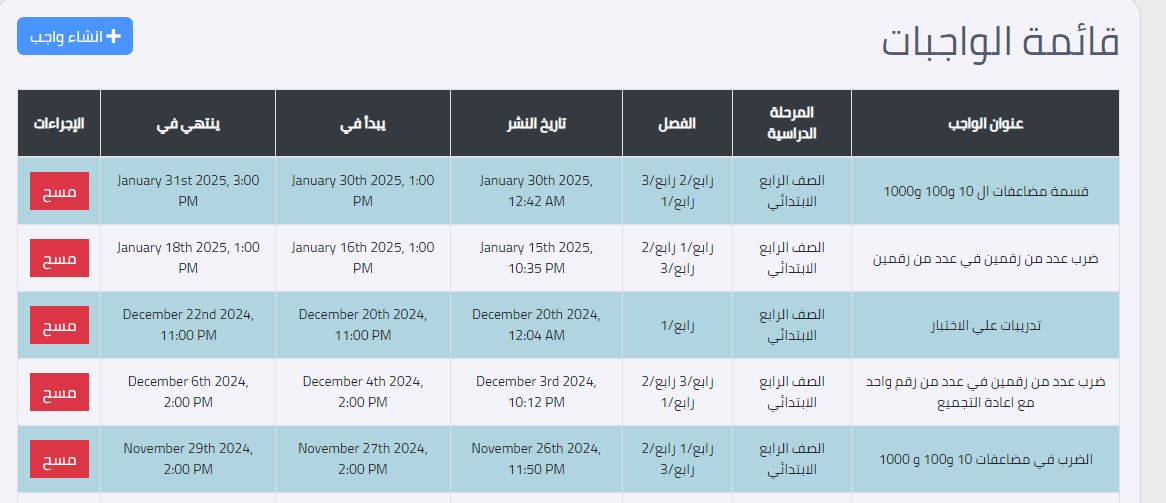 قائمة الواجبات
انشاء واجب
عنوان الواجب
المرحلة
الدراسية
الفصل
تاريخ النشر
يبدأ في
ينتهي في
الإجراءات
قسمة مضاعفات ال 10 و100 و1000
الصف الرابع
الابتدائي
رابع/2 رابع/3
رابع/1
January 30th 2025,
12:42 AM
January 30th 2025, 1:00
PM
January 31st 2025, 3:00
PM
مسح
ضرب عدد من رقمين في عدد من رقمين
الصف الرابع
الابتدائي
رابع/1 رابع/2
رابع/3
January 15th 2025,
10:35 PM
January 16th 2025, 1:00
PM
January 18th 2025, 1:00
PM
مسح
تدريبات علي الاختبار
الصف الرابع
الابتدائي
رابع/1
December 20th 2024,
12:04 AM
December 20th 2024,
11:00 PM
December 22nd 2024,
11:00 PM
مسح
ضرب عدد من رقمين في عدد من رقم واحد
مع اعادة التجميع
الصف الرابع
الابتدائي
رابع/3 رابع/2
رابع/1
December 3rd 2024,
10:12 PM
December 4th 2024,
2:00 PM
December 6th 2024,
2:00 PM
مسح
الضرب في مضاعفات 10 و100 و 1000
الصف الرابع
الابتدائي
رابع/1 رابع/2
رابع/3
November 26th 2024,
11:50 PM
November 27th 2024,
2:00 PM
November 29th 2024,
2:00 PM
مسح